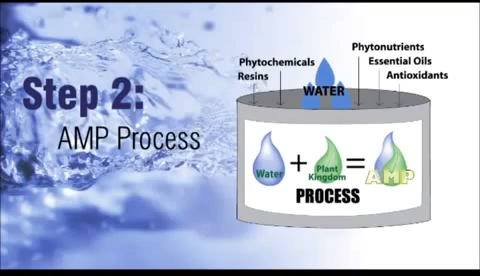 Step 2:
AMP Process
Phytochemicals
Resins
WATER
Phytonutrients
Essential Oils
Antioxidants
Water + Plant Kingdom = AMP
PROCESS